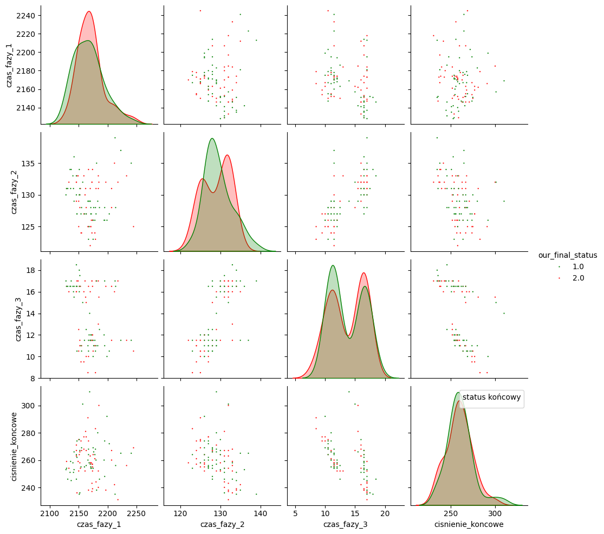 czas_fazy_1
2240
2220
2200
2180
2160
2140
czas_fazy_2
135
130
125
czas_fazy_3
18
16
14
12
10
8
cisnienie_koncowe
300
280
260
240
2100 2150 2200 2250
czas_fazy_1
120 130 140
czas_fazy_2
5 10 15 20
czas_fazy_3
250 300
cisnienie_koncowe
status końcowy
our_final_status
1.0
2.0